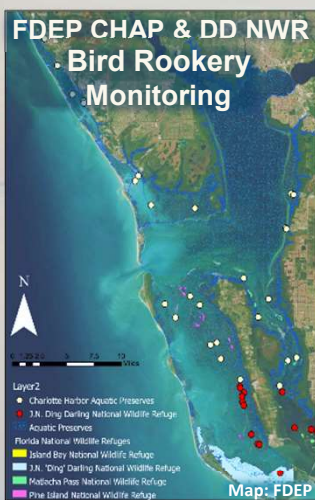 FDEP CHAP & DD NWR
Bird Rookery
Monitoring
N
10
Miles
Layer2
Charlotte Harbor Aquatic Preserves
J.N. Ding Darling National Wildlife Refuge
Aquatic Preserves
Florida National Wildlife Refuges
Island Bay National Wildlife Refuge
J.N. 'Ding' Darling National Wildlife Refuge
Matlacha Pass National Wildlife Refuge
Pine Island National Wildlife Refuge
Map: FDEP